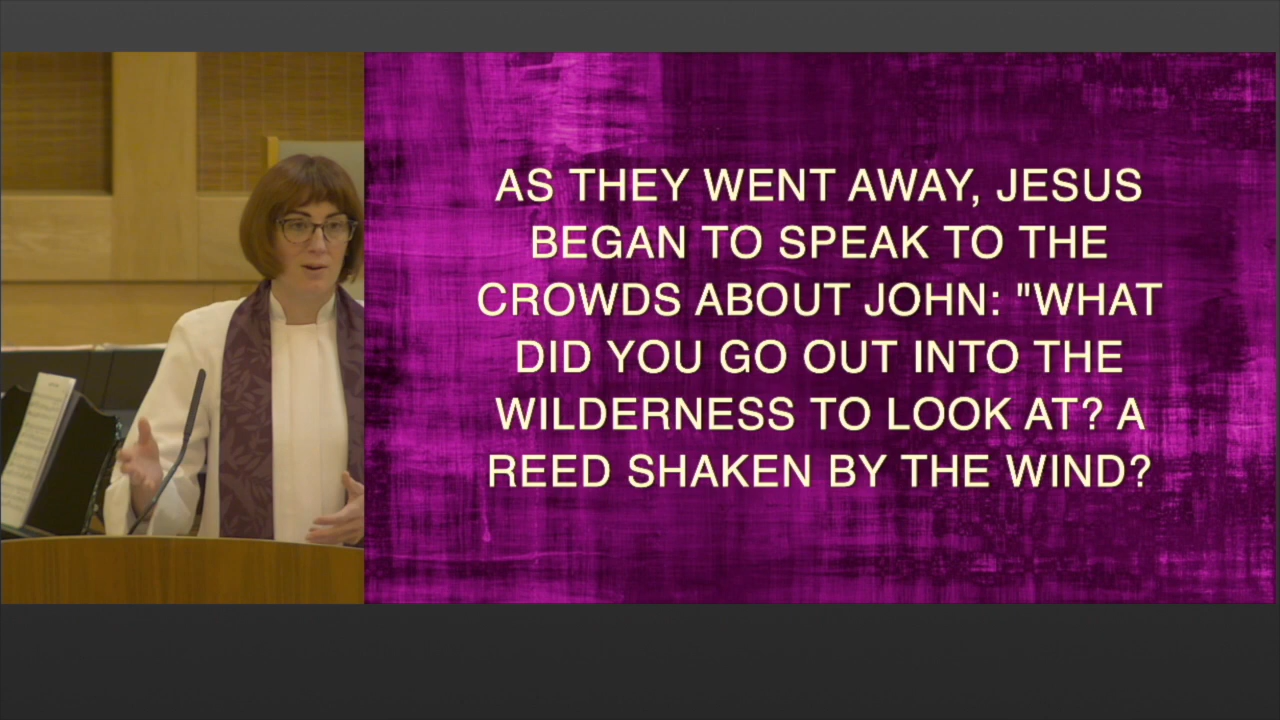 AS THEY WENT AWAY, JESUS
BEGAN TO SPEAK TO THE
CROWDS ABOUT JOHN: "WHAT
DID YOU GO OUT INTO THE
WILDERNESS TO LOOK AT? A
REED SHAKEN BY THE WIND?